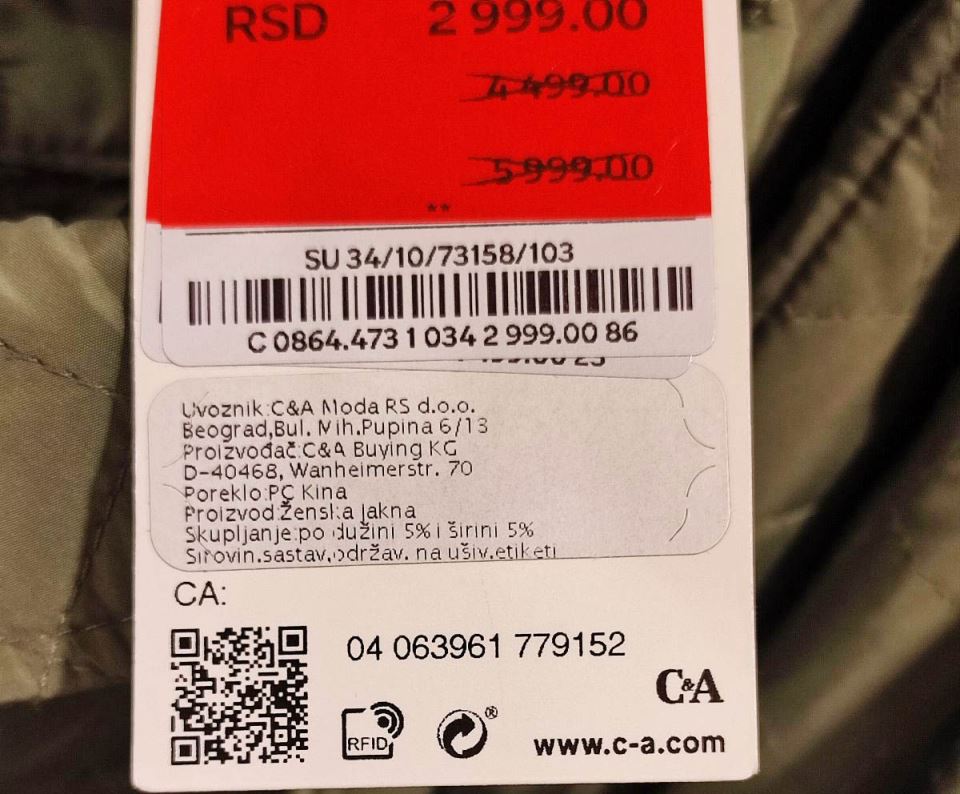 RSD 2 999.00
4 499.00
5 999.00
**
SU 34/10/73158/103
C 0864.473 1 034 2 999.00 86
Uvoznik:C&A Moda RS d.o.o.
Beograd,Bul. Mih.Pupina 6/13
Proizvođač:C&A Buying KG
D-40468, Wanheimerstr. 70
Poreklo:PC Kina
Proizvod:Ženska jakna
Skupljanje:po dužini 5% i širini 5%
Sirovin.sastav,održav. na ušiv.etiketi
CA:
04 063961 779152
C&A
RFID
®
www.c-a.com